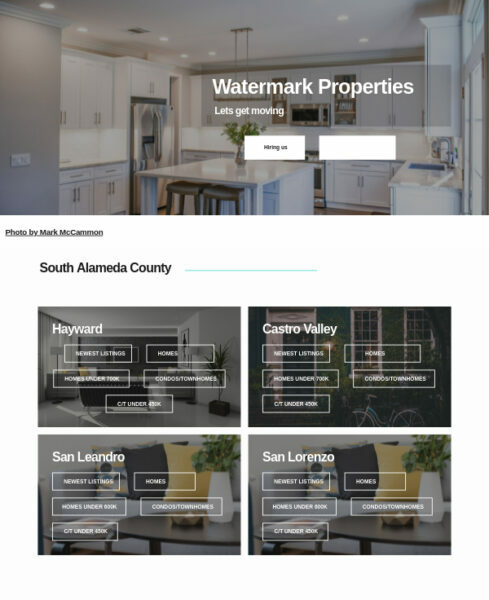 Watermark Properties
Lets get moving
Hiring us
Photo by Mark McCammon
South Alameda County
Hayward
NEWEST LISTINGS
HOMES
HOMES UNDER 700K
CONDOS/TOWNHOMES
C/T UNDER 450K
Castro Valley
NEWEST LISTINGS
HOMES
HOMES UNDER 700K
CONDOS/TOWNHOMES
C/T UNDER 450K
San Leandro
NEWEST LISTINGS
HOMES
HOMES UNDER 600K
CONDOS/TOWNHOMES
C/T UNDER 450K
San Lorenzo
NEWEST LISTINGS
HOMES
HOMES UNDER 600K
CONDOS/TOWNHOMES
C/T UNDER 450K